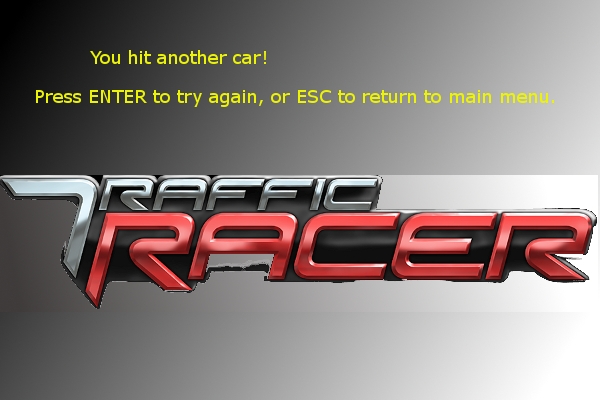 You hit another car!
Press ENTER to try again, or ESC to return to main menu.
TRAFFIC
RACER